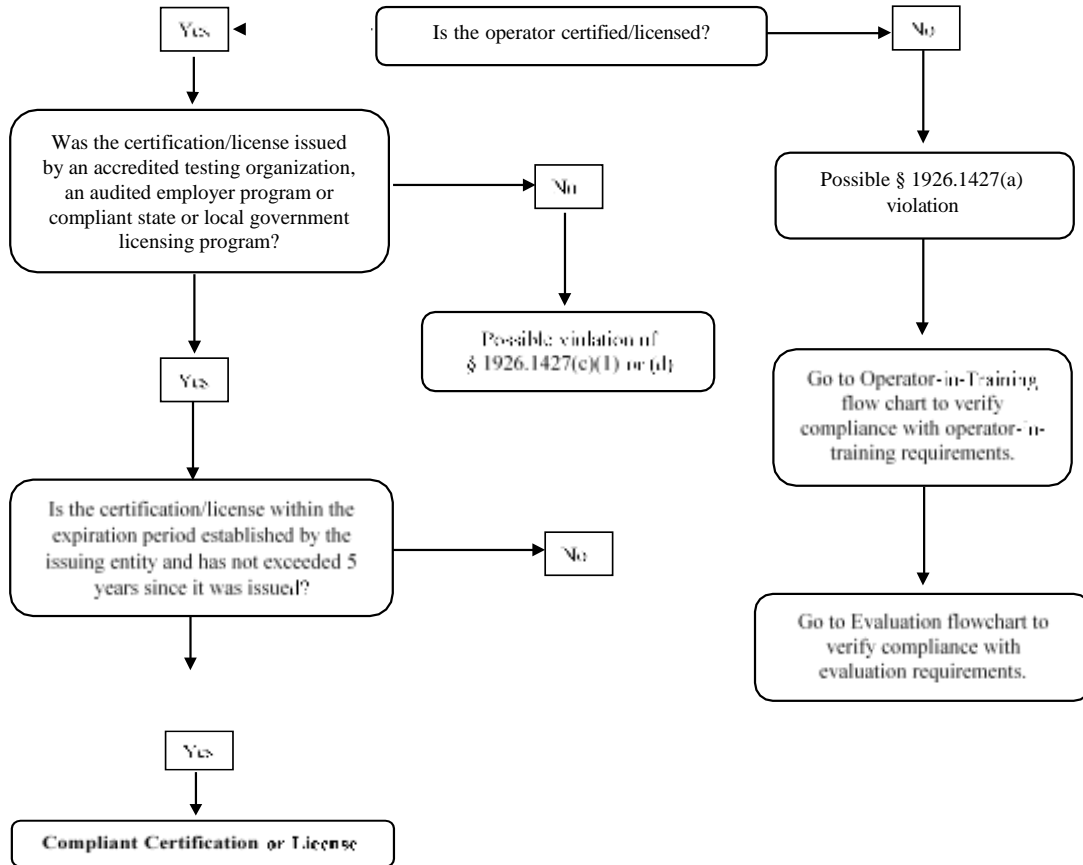 Yes
Is the operator certified/licensed?
No
Was the certification/license issued
by an accredited testing organization,
an audited employer program or
compliant state or local government
licensing program?
No
Possible § 1926.1427(a)
violation
Possible violation of
§ 1926.1427(c)(1) or (d)
Yes
Go to Operator-in-Training
flow chart to verify
compliance with operator-in-
training requirements.
Is the certification/license within the
expiration period established by the
issuing entity and has not exceeded 5
years since it was issued?
No
Go to Evaluation flowchart to
verify compliance with
evaluation requirements.
Yes
Compliant Certification or License